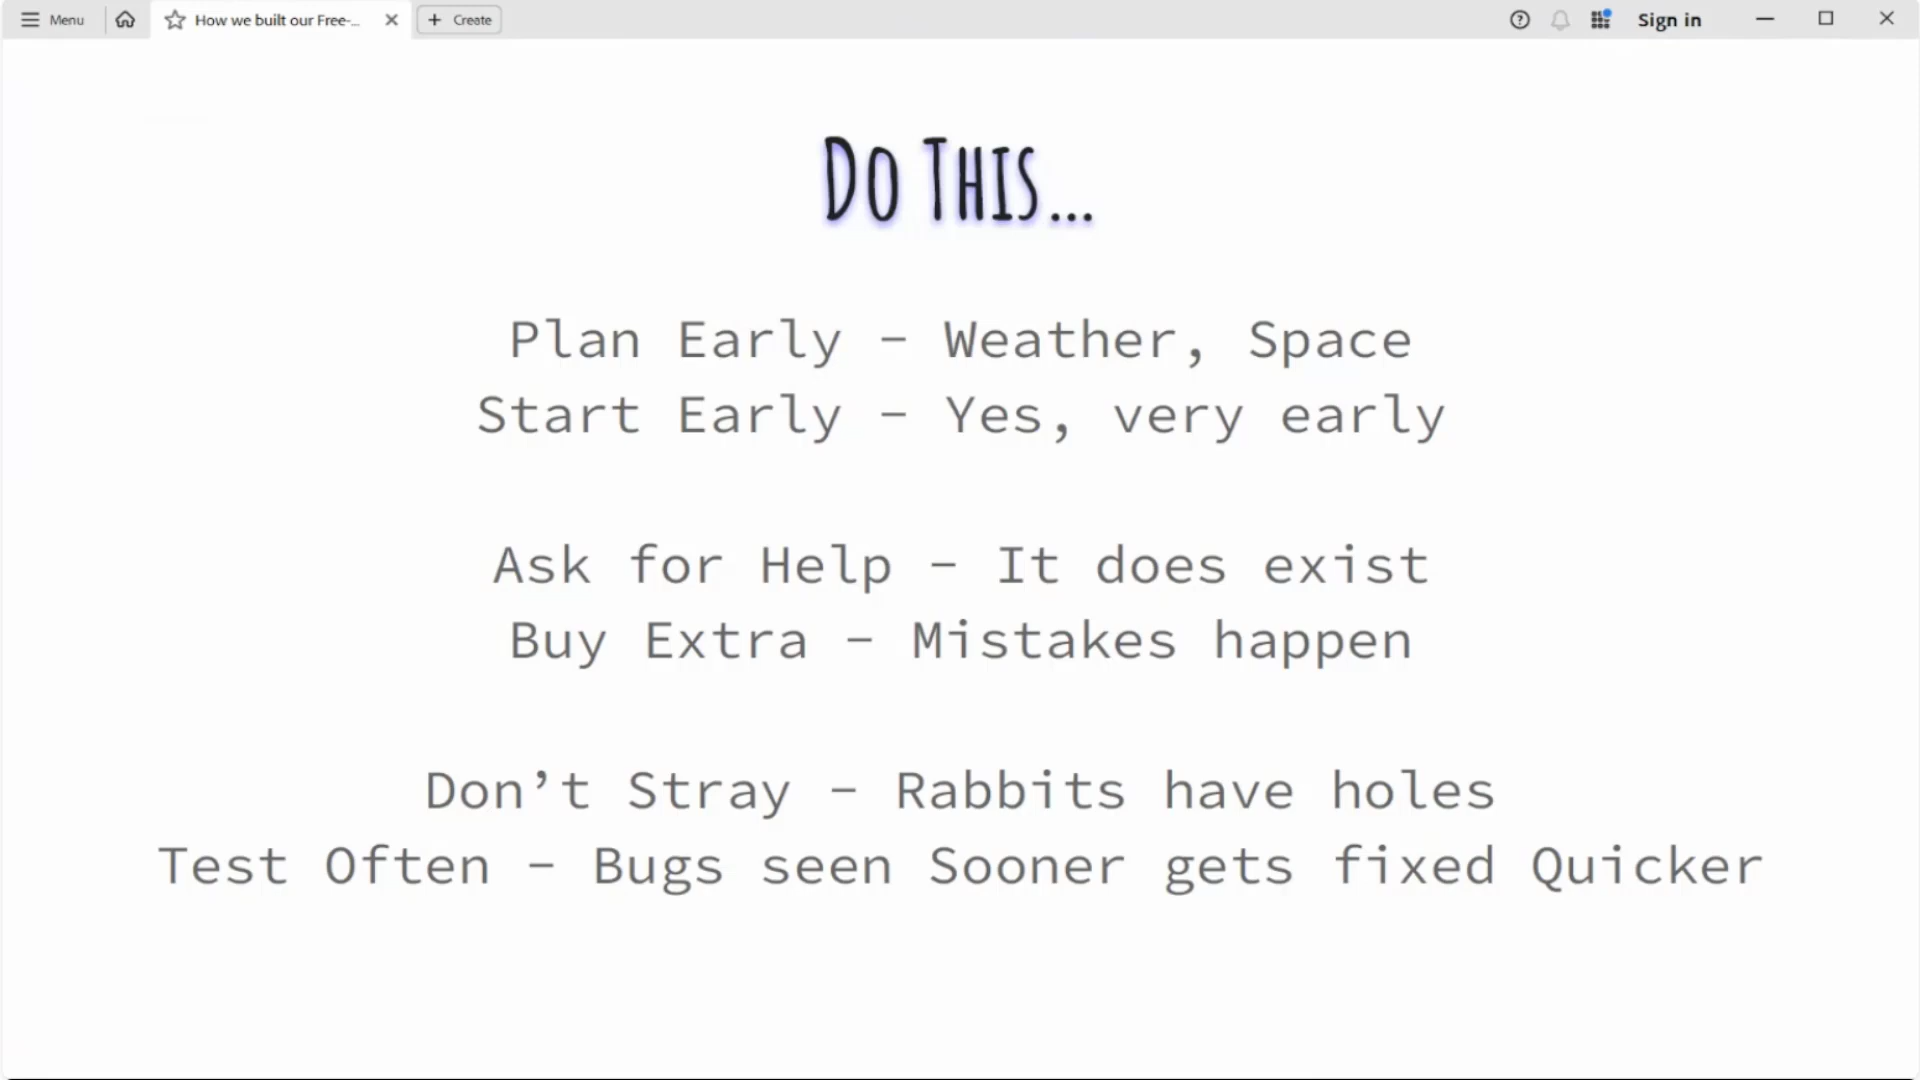 Menu
How we built our Free-...
Create
Sign in
Do This...
Plan Early - Weather, Space
Start Early - Yes, very early
Ask for Help - It does exist
Buy Extra - Mistakes happen
Don’t Stray - Rabbits have holes
Test Often - Bugs seen Sooner gets fixed Quicker